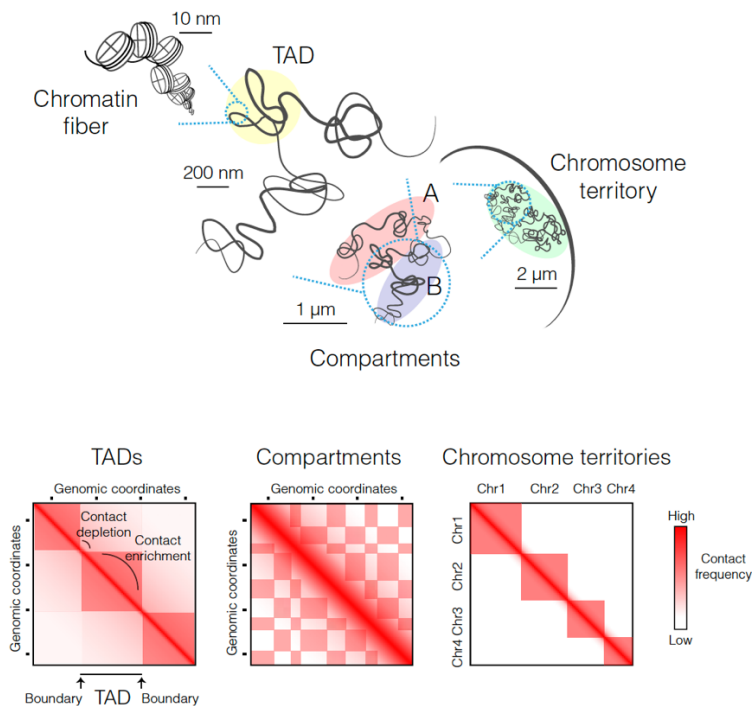 10 nm
TAD
Chromatin
fiber
Chromosome
territory
200 nm
A
2 µm
B
1 µm
Compartments
TADs
Compartments
Chromosome territories
Genomic coordinates
Genomic coordinates
Chr1
Chr2
Chr3
Chr4
Genomic coordinates
Contact
depletion
Contact
enrichment
Genomic coordinates
Chr1
Chr2
Chr3
Chr4
High
Contact
frequency
Low
Boundary
TAD
Boundary